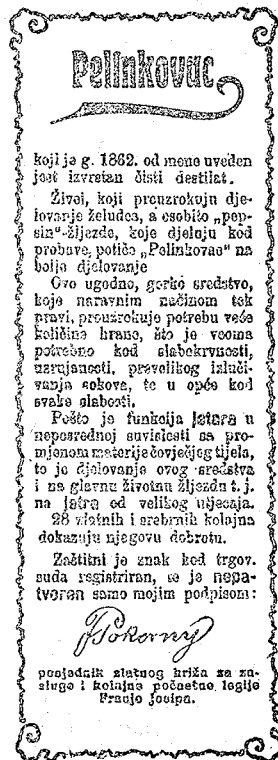 Pelinkovac
koji je g. 1862. od mene uveden
jest izvrstan čisti destilat.
Živci, koji prouzrokuju dje-
lovanje želudca, a osobito „pep-
sin"-žlijezde, koje djeluju kod
probave, potiče „Pelinkovac" na
bolje djelovanje
Ovo ugodno, gorko sredstvo,
koje naravnim načinom tek
pravi, prouzrokuje potrebu veće
količine hrane, što je veoma
potrebno kod slabokrvnosti,
uzrujanosti, prevelikog izluči-
vanja sokova, te u opće kod
svake slabosti.
Pošto je funkcija jetara u
neposrednoj suvislosti sa pro-
mjenom materije čovječjeg tijela,
to je djelovanje ovog sredstva
i na glavnu životnu žlijezdu t. j.
na jetra od velikog utjecaja.
28 zlatnih i srebrnih kolajna
dokazuju njegovu dobrotu.
Zaštitni je znak kod trgov.
suda registriran, te je nepa-
tvoren samo mojim podpisom:
Pokorny
posjednik zlatnog križa za za-
sluge i kolajne počastne legije
Franje Josipa.